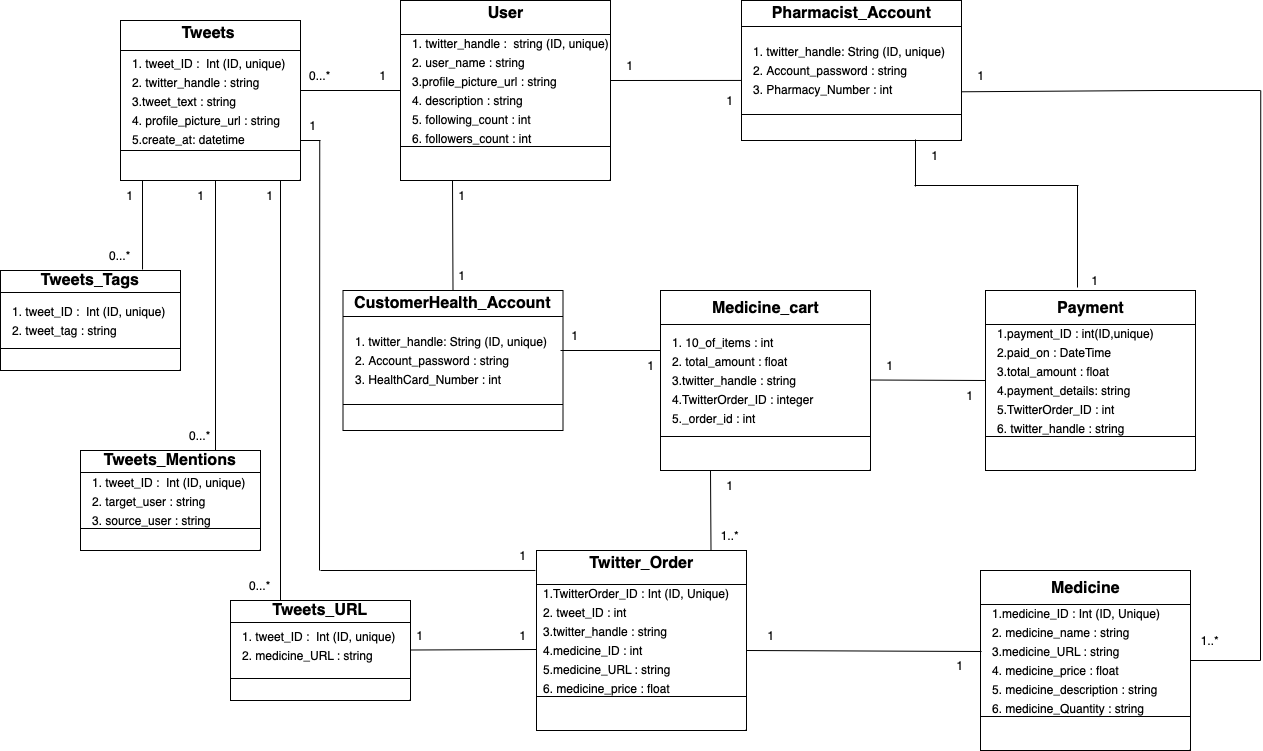 Tweets
1. tweet_ID : Int (ID, unique)
2. twitter_handle : string
3.tweet_text : string
4. profile_picture_url : string
5.create_at: datetime
0...*
1
User
1. twitter_handle : string (ID, unique)
2. user_name : string
3.profile_picture_url : string
4. description : string
5. following_count : int
6. followers_count : int
1
1
Pharmacist_Account
1. twitter_handle: String (ID, unique)
2. Account_password : string
3. Pharmacy_Number : int
1
1
1
1
1
1
1
1
1
0...*
Tweets_Tags
1. tweet_ID : Int (ID, unique)
2. tweet_tag : string
CustomerHealth_Account
1. twitter_handle: String (ID, unique)
2. Account_password : string
3. HealthCard_Number : int
1
1
Medicine_cart
1. 10_of_items : int
2. total_amount : float
3.twitter_handle : string
4.TwitterOrder_ID : integer
5._order_id : int
1
1
Payment
1.payment_ID : int(ID,unique)
2.paid_on : DateTime
3.total_amount : float
4.payment_details: string
5.TwitterOrder_ID : int
6. twitter_handle : string
0...*
Tweets_Mentions
1. tweet_ID : Int (ID, unique)
2. target_user : string
3. source_user : string
1
1..*
1
0...*
Tweets_URL
1. tweet_ID : Int (ID, unique)
2. medicine_URL : string
1
1
Twitter_Order
1.TwitterOrder_ID : Int (ID, Unique)
2. tweet_ID : int
3.twitter_handle : string
4.medicine_ID : int
5.medicine_URL : string
6. medicine_price : float
1
1
Medicine
1.medicine_ID : Int (ID, Unique)
2. medicine_name : string
3.medicine_URL : string
4. medicine_price : float
5. medicine_description : string
6. medicine_Quantity : string
1..*